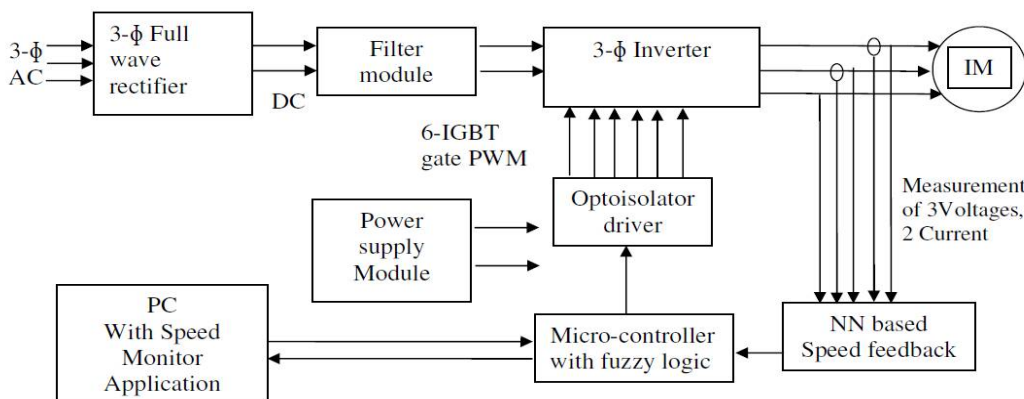 3-ϕ
AC
3-ϕ Full
wave
rectifier
DC
Filter
module
3-ϕ Inverter
IM
6-IGBT
gate PWM
Optoisolator
driver
Measurement
of 3Voltages,
2 Current
Power
supply
Module
PC
With Speed
Monitor
Application
Micro-controller
with fuzzy logic
NN based
Speed feedback